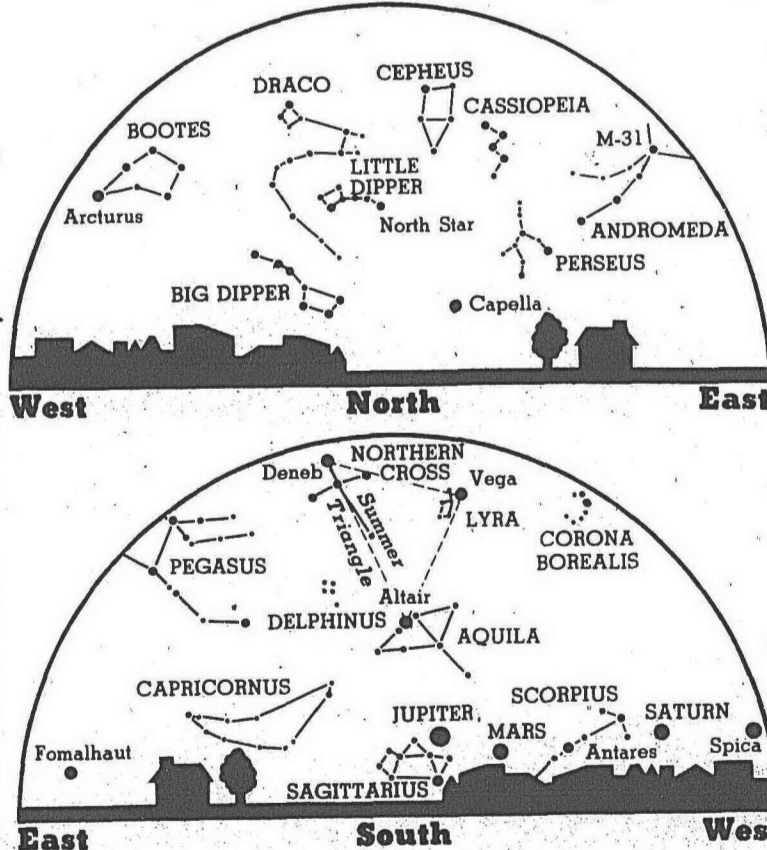 CEPHEUS
DRACO
CASSIOPEIA
BOOTES
M-31
LITTLE
DIPPER
Arcturus
North Star
ANDROMEDA
PERSEUS
BIG DIPPER
Capella
West North East
NORTHERN
CROSS
Deneb
Vega
Summer
Triangle
LYRA
CORONA
BOREALIS
PEGASUS
Altair
DELPHINUS
AQUILA
CAPRICORNUS
SCORPIUS
JUPITER
SATURN
MARS
Fomalhaut
Antares
Spica
SAGITTARIUS
East South Wes